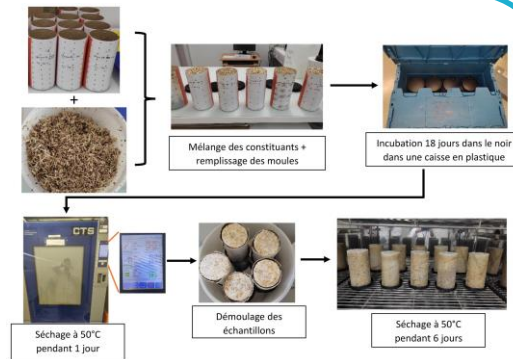 +
Mélange des constituants +
remplissage des moules
Incubation 18 jours dans le noir
dans une caisse en plastique
CTS
Séchage à 50°C
pendant 1 jour
Démoulage des
échantillons
Séchage à 50°C
pendant 6 jours